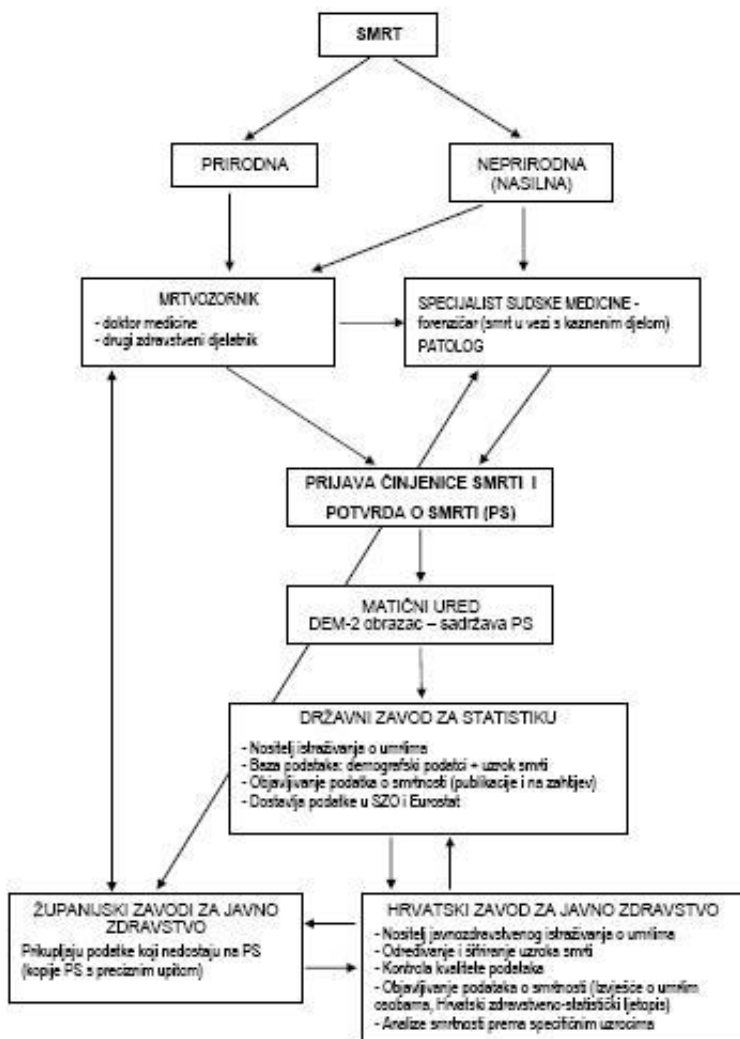 SMRT
PRIRODNA
NEPRIRODNA
(NASILNA)
MRTVOZORNIK
- doktor medicine
- drugi zdravstveni djelatnik
SPECIJALIST SUDSKE MEDICINE -
forenzičar (smrt u vezi s kaznenim djelom)
PATOLOG
PRIJAVA ČINJENICE SMRTI I
POTVRDA O SMRTI (PS)
MATIČNI URED
DEM-2 obrazac – sadržava PS
DRŽAVNI ZAVOD ZA STATISTIKU
- Nositelj istraživanja o umrlima
- Baza podataka: demografski podatci + uzrok smrti
- Objavljivanje podatka o smrtnosti (publikacije i na zahtijev)
- Dostavlja podatke u SZO i Eurostat
ŽUPANIJSKI ZAVODI ZA JAVNO
ZDRAVSTVO
Prikupljaju podatke koji nedostaju na PS
(kopije PS s preciznim upitom)
HRVATSKI ZAVOD ZA JAVNO ZDRAVSTVO
- Nositelj javnozdravstvenog istraživanja o umrlima
- Određivanje i šifriranje uzroka smrti
- Kontrola kvalitete podataka
- Objavljivanje podataka o smrtnosti (Izvješće o umrlim
osobama, Hrvatski zdravstveno-statistički ljetopis)
- Analize smrtnosti prema specifičnim uzrocima